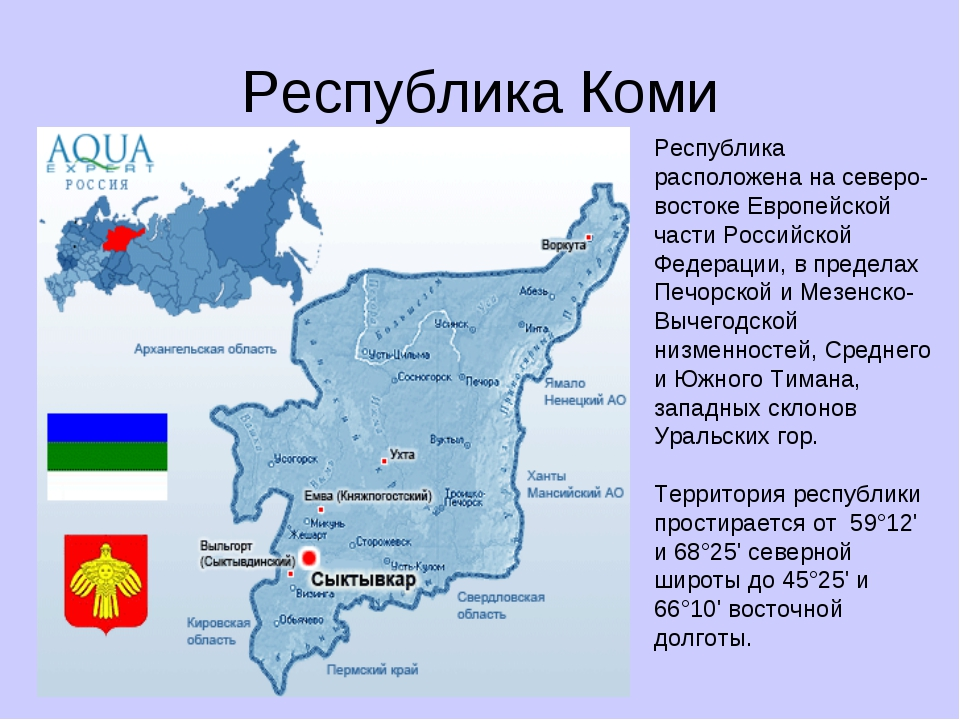 Республика Коми
AQUA
EXPERT
РОССИЯ
Республика
расположена на северо-
востоке Европейской
части Российской
Федерации, в пределах
Печорской и Мезенско-
Вычегодской
низменностей, Среднего
и Южного Тимана,
западных склонов
Уральских гор.
Территория республики
простирается от 59°12'
и 68°25' северной
широты до 45°25' и
66°10' восточной
долготы.
Воркута
Абезь
Усинск
Уса
Инта
Архангельская область
Усть-Цильма
Сосногорск
Печора
Ямало
Ненецкий АО
Вуктыл
Ухта
Усогорск
Ижма
Ханты
Мансийский АО
Емва (Княжпогостский)
Троицко-
Печорск
Микунь
Жешарт
Сторожевск
Выльгорт
(Сыктывдинский)
Усть-Кулом
Сыктывкар
Визинга
Свердловская
область
Объячево
Кировская
область
Пермский край